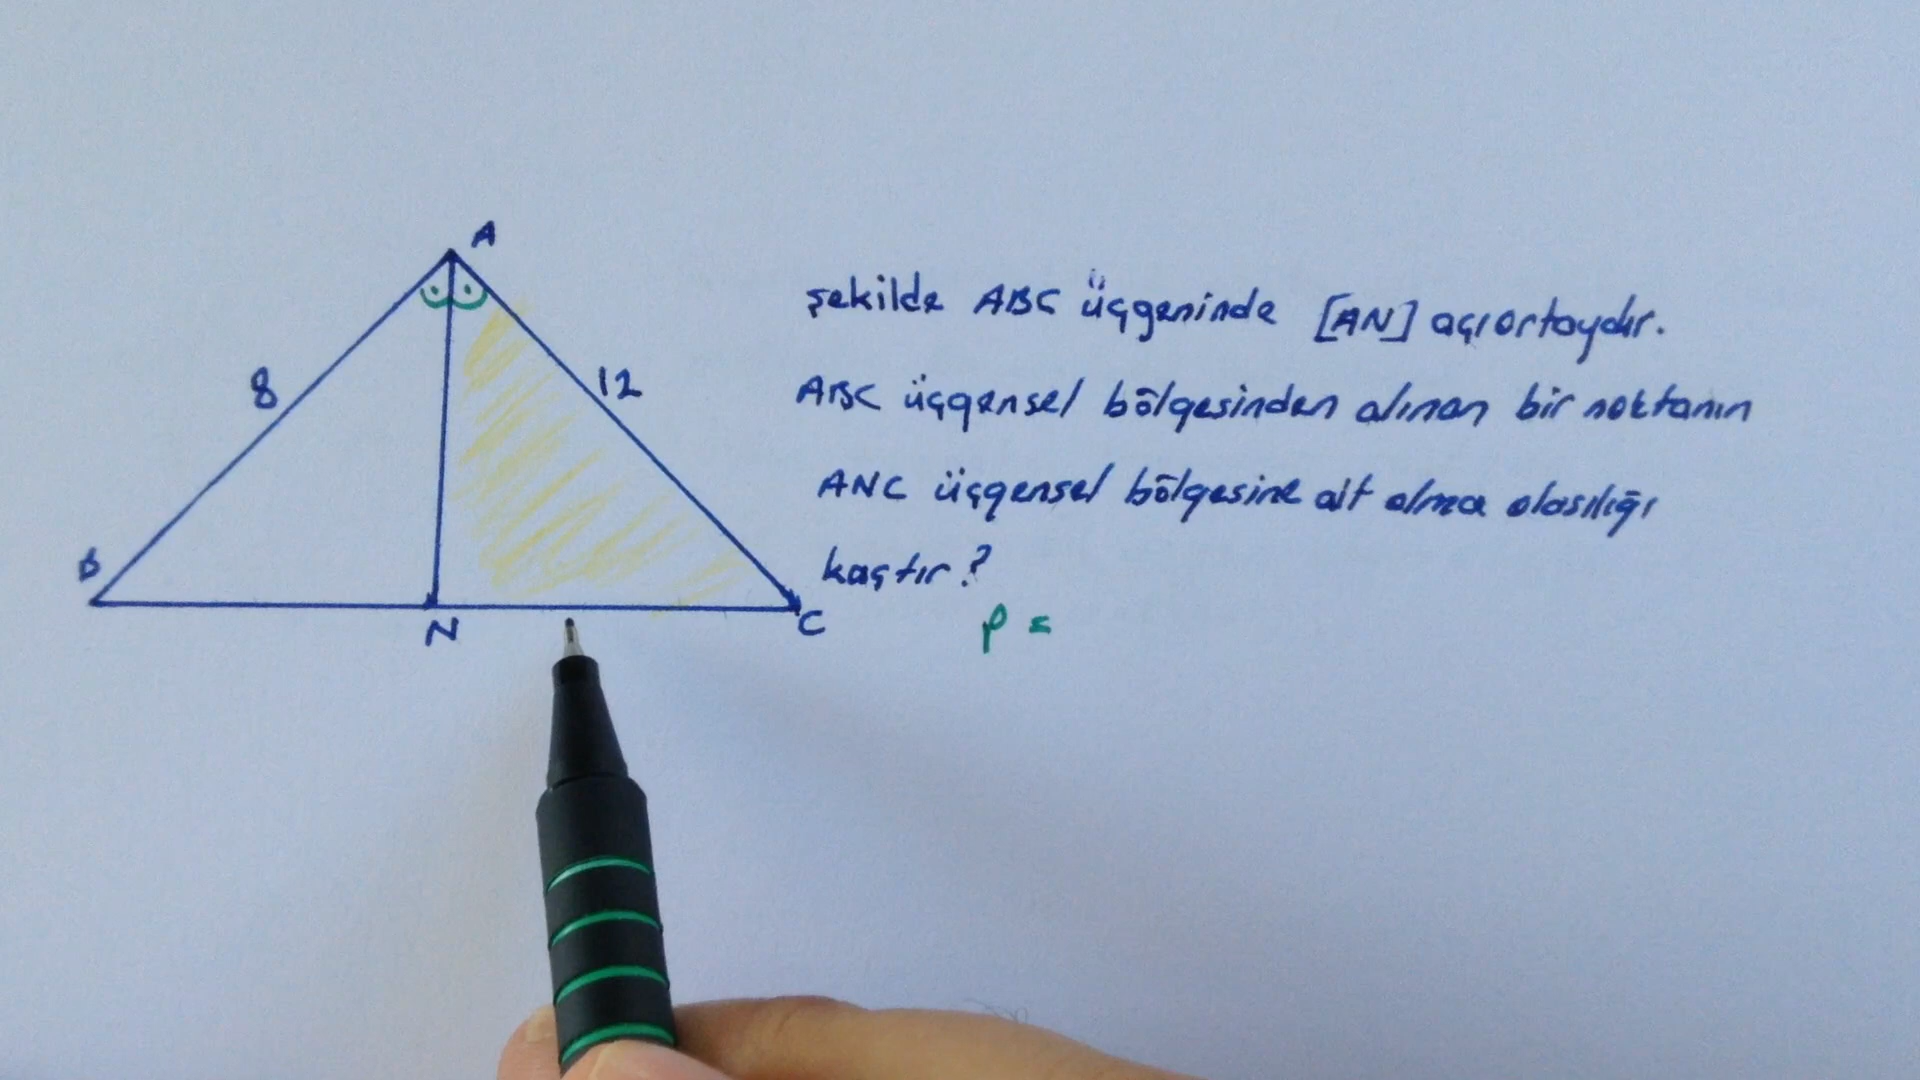 A
şekilde ABC üçgeninde [AN] açıortaydır.
8
12
ABC üçgensel bölgesinden alınan bir noktanın
ANC üçgensel bölgesine ait olma olasılığı
B
kaçtır?
N
C
P =